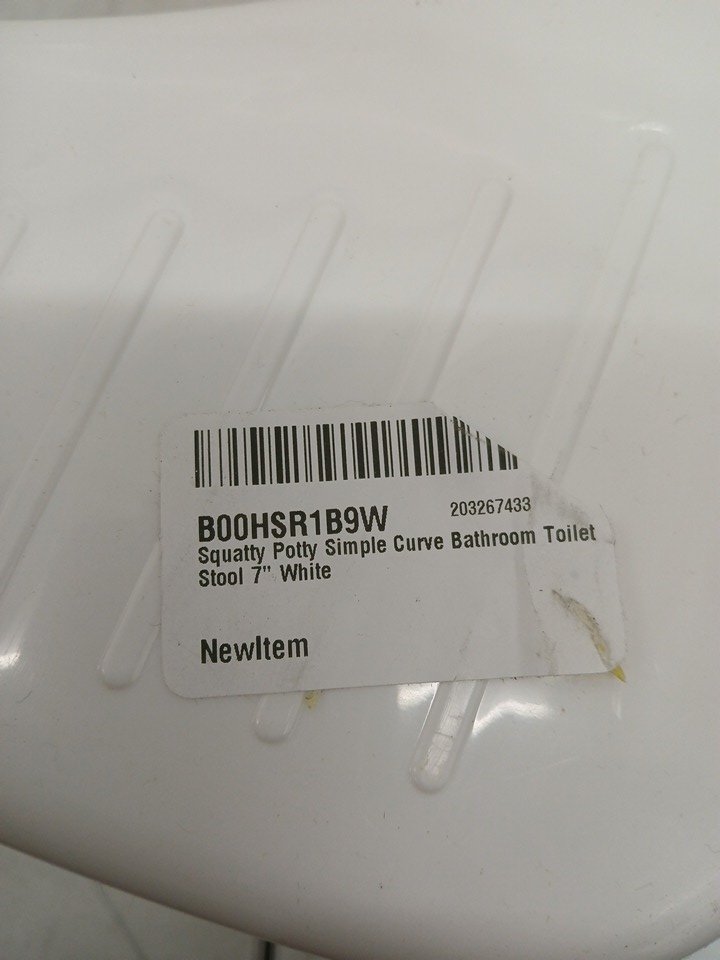 B00HSR1B9W 203267433
Squatty Potty Simple Curve Bathroom Toilet
Stool 7" White
NewItem